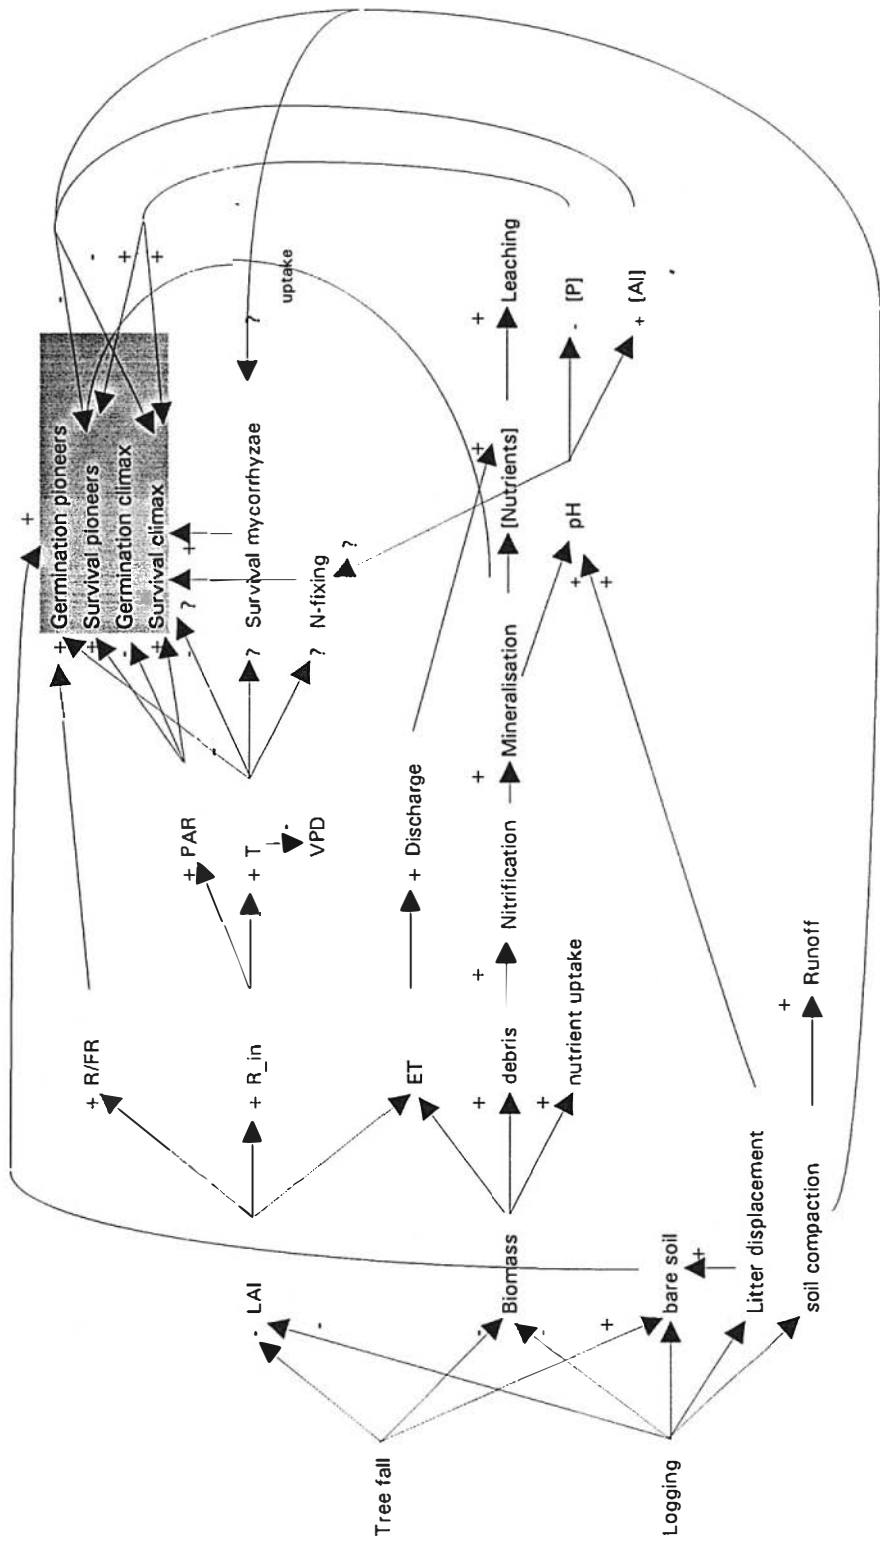 Tree fall
Logging
- LAI
-
- Biomass
-
+
bare soil
+
Litter displacement
soil compaction
+ R/FR
+ R_in
ET
+ debris
+ nutrient uptake
+ Runoff
+ PAR
+ T
-
VPD
+ Discharge
+ Nitrification
+ Mineralisation
+ [Nutrients]
+ Leaching
pH
+
+
- [P]
+ [Al]
+
+ Germination pioneers
+ Survival pioneers
- Germination climax
+ Survival climax
-
-
?
+
? Survival mycorrhyzae
? N-fixing
?
?
uptake
-
-
+
+